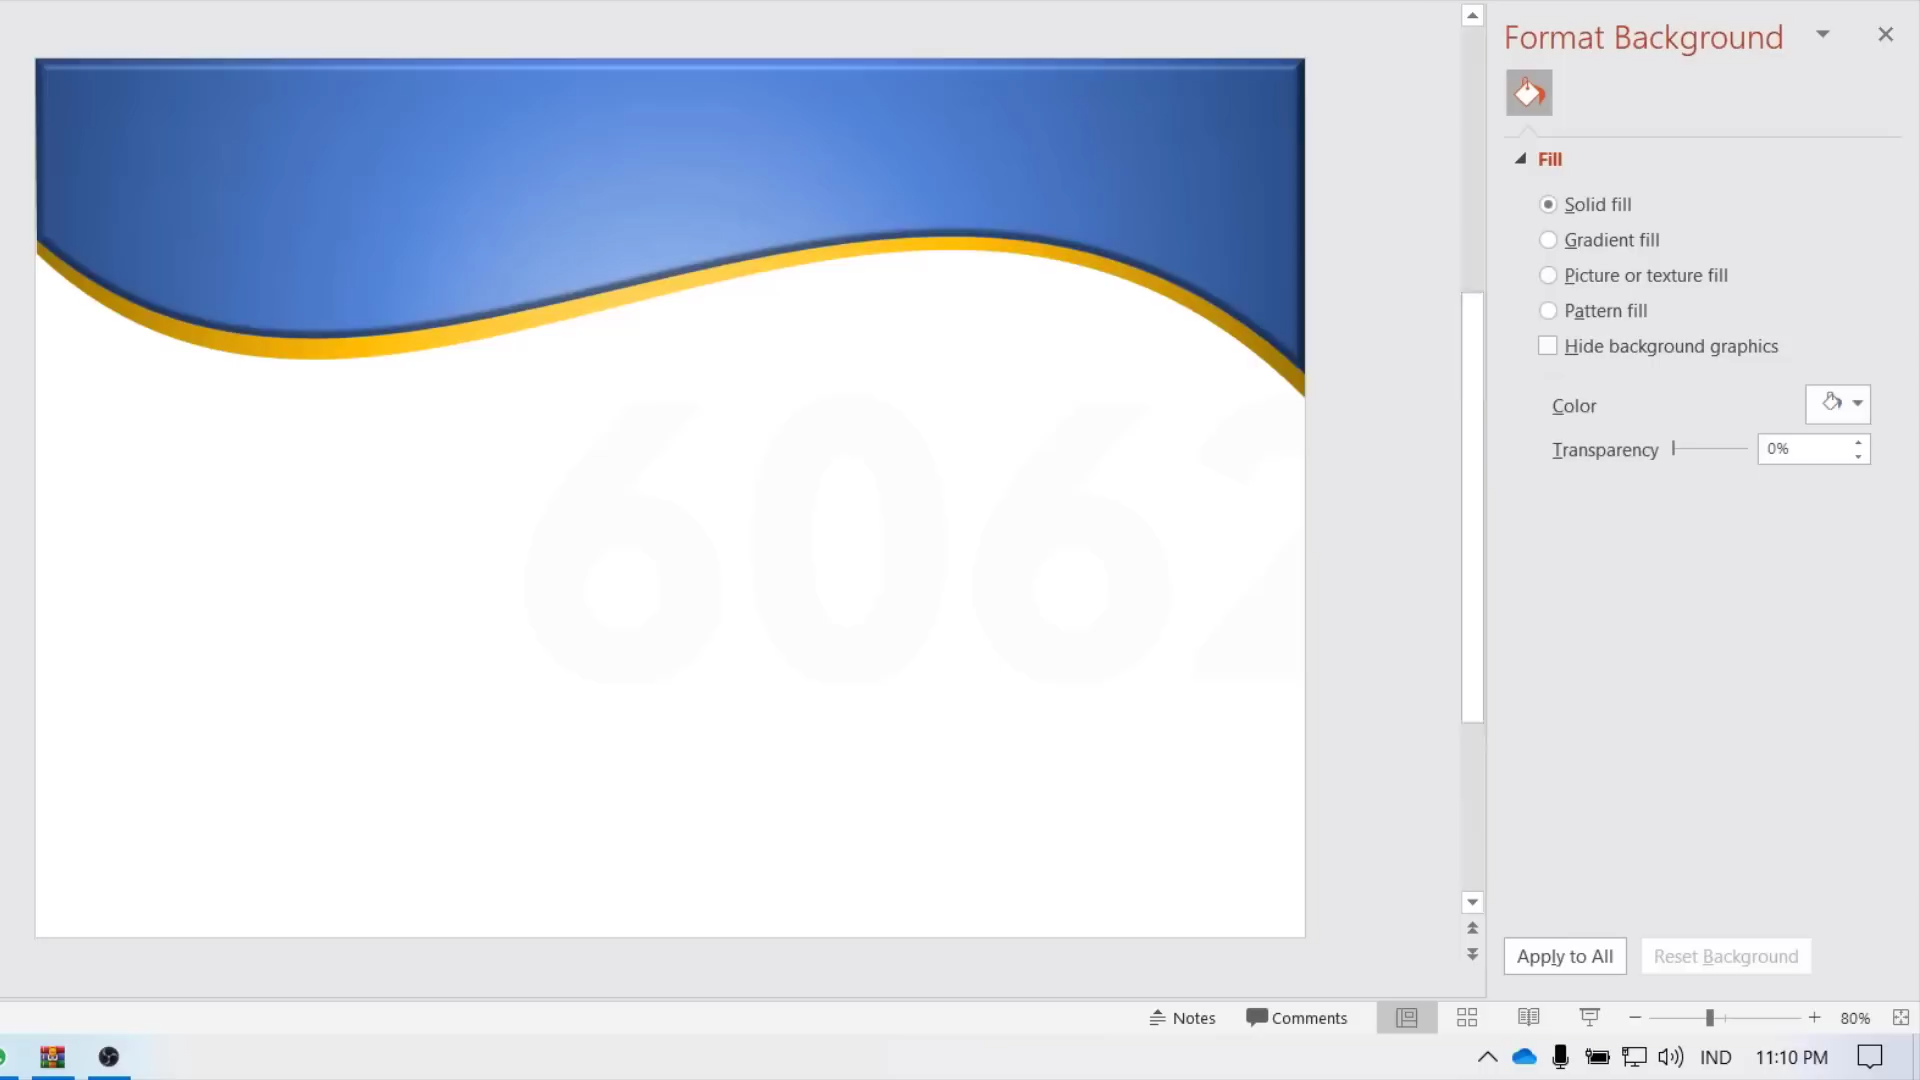 Format Background
Fill
Solid fill
Gradient fill
Picture or texture fill
Pattern fill
Hide background graphics
Color
Transparency 0%
6062
Apply to All Reset Background
Notes Comments 80%
IND 11:10 PM